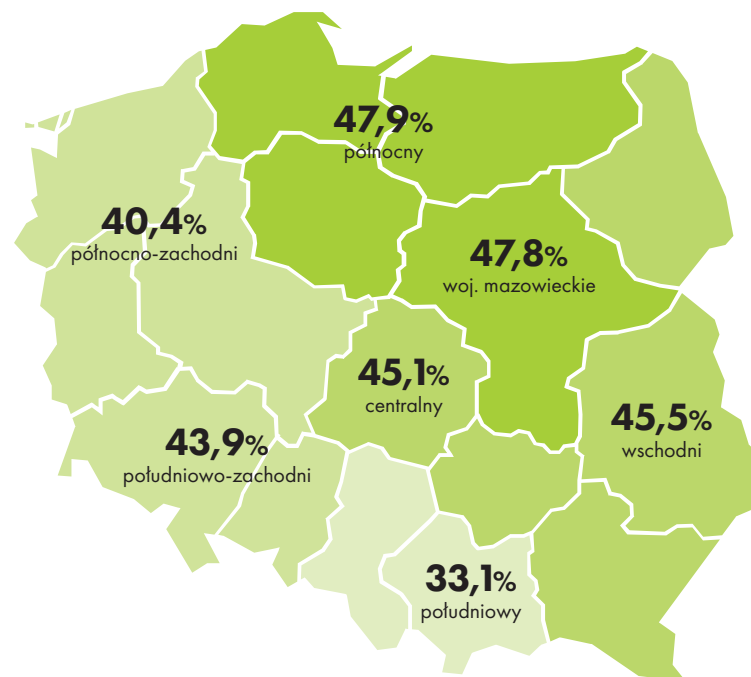 47,9%
północny
40,4%
północno-zachodni
47,8%
woj. mazowieckie
45,1%
centralny
45,5%
wschodni
43,9%
południowo-zachodni
33,1%
południowy